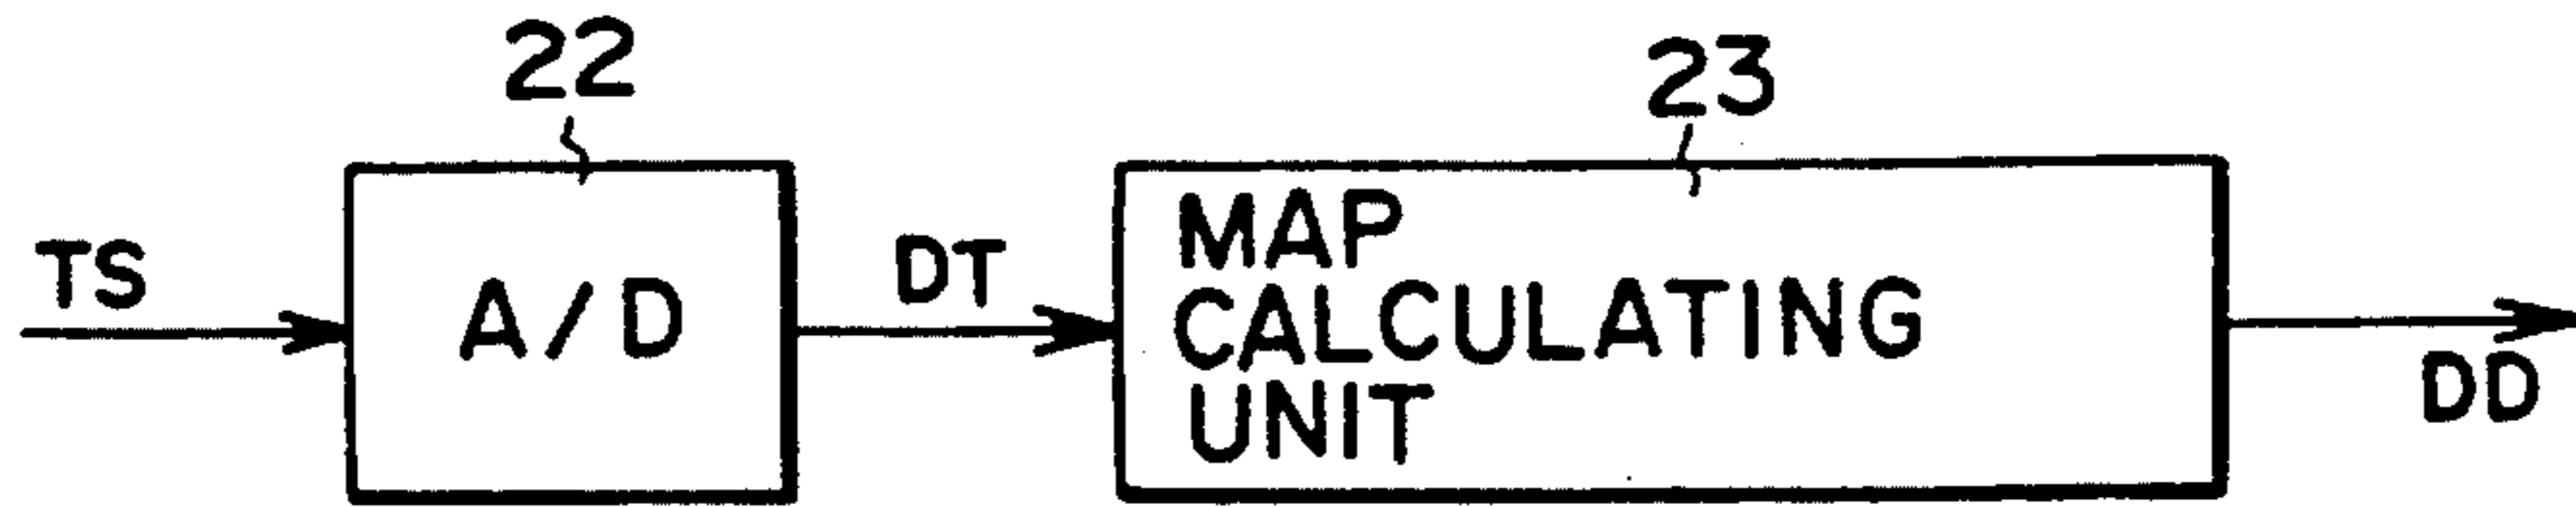 22
23
TS
A/D
DT
MAP
CALCULATING
UNIT
DD